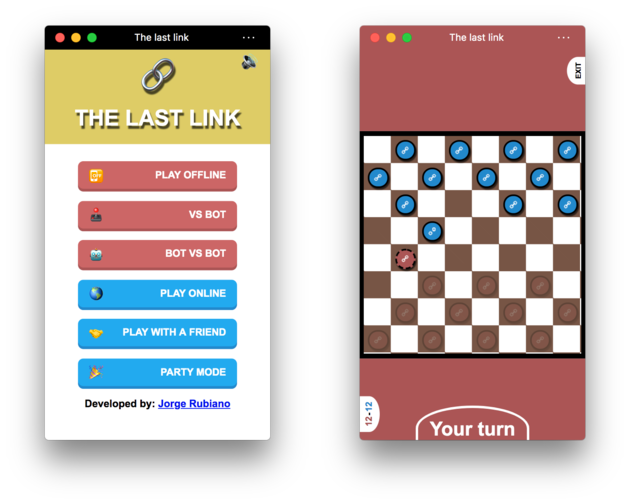 The last link
THE LAST LINK
PLAY OFFLINE
VS BOT
BOT VS BOT
PLAY ONLINE
PLAY WITH A FRIEND
PARTY MODE
Developed by: Jorge Rubiano
The last link
EXIT
12-12
Your turn